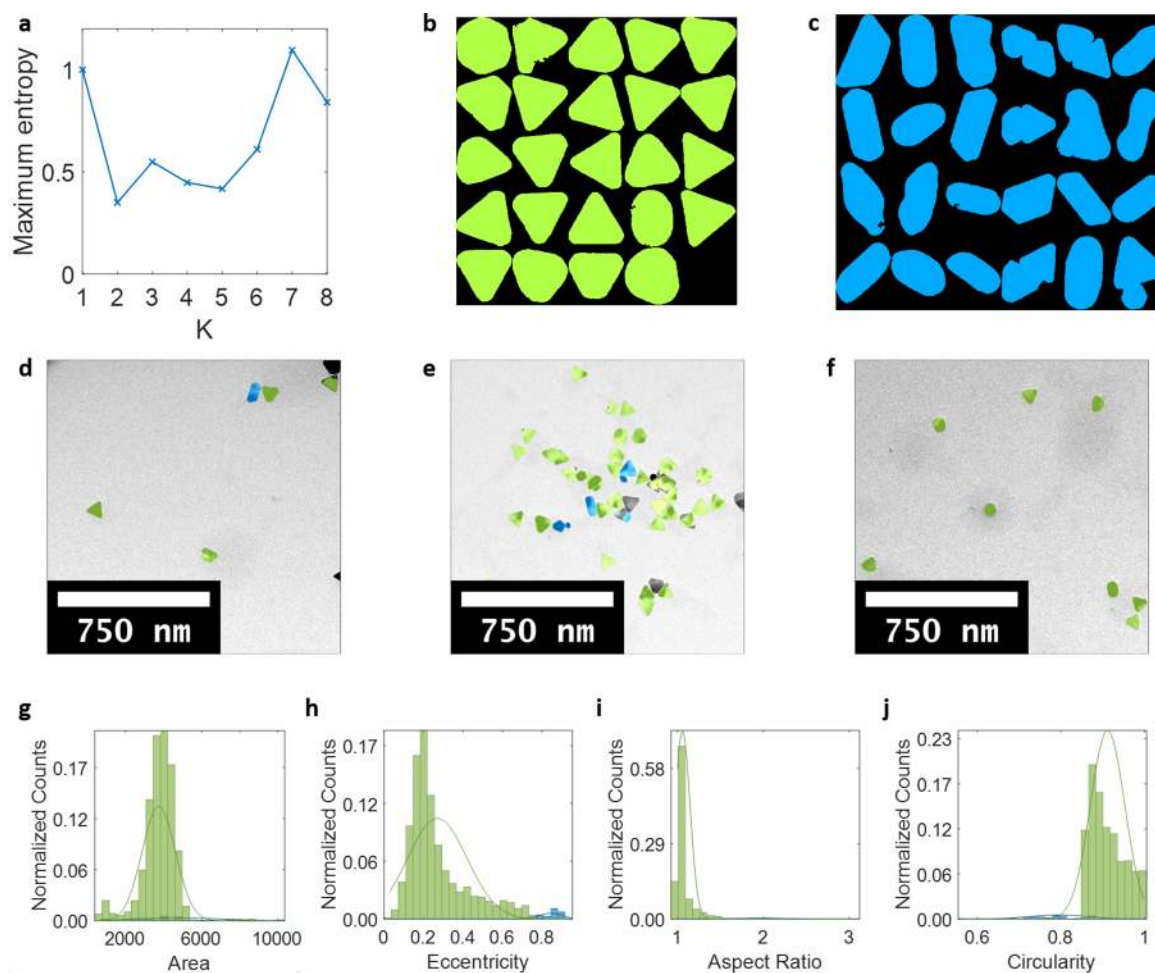 a
Maximum entropy
1
0.5
0
1 2 3 4 5 6 7 8
K
b
c
d
750 nm
e
750 nm
f
750 nm
g
Normalized Counts
0.17
0.12
0.06
0.00
2000 6000 10000
Area
h
Normalized Counts
0.17
0.12
0.06
0.00
0 0.2 0.4 0.6 0.8
Eccentricity
i
Normalized Counts
0.58
0.29
0.00
1 2 3
Aspect Ratio
j
Normalized Counts
0.23
0.17
0.12
0.06
0.00
0.6 0.8 1
Circularity